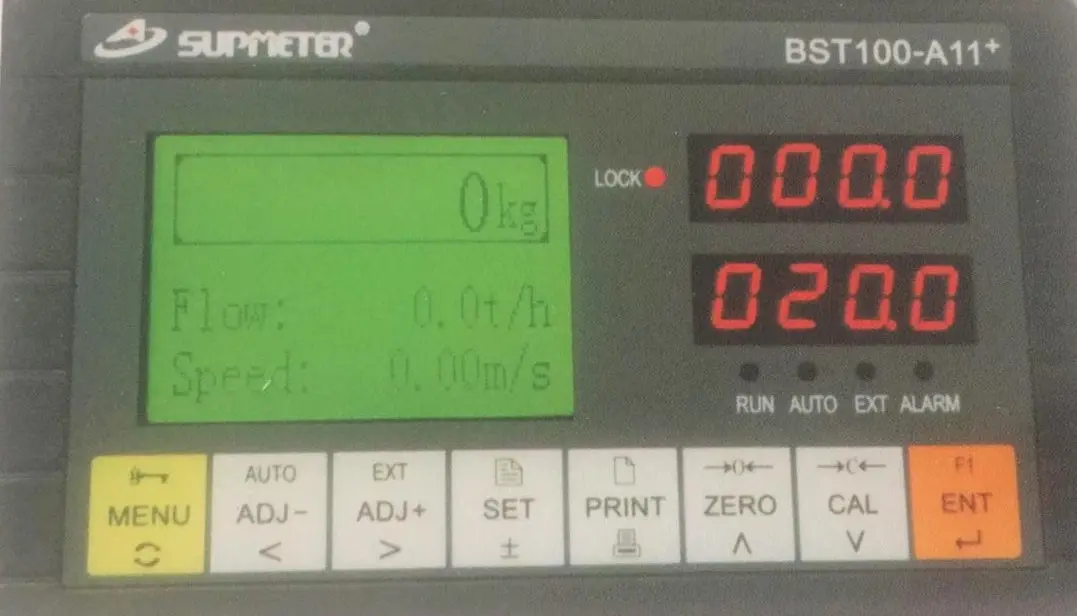 SUPMETER®
BST100-A11+
0kg
Flow: 0.0t/h
Speed: 0.00m/s
LOCK
000.0
020.0
RUN AUTO EXT ALARM
MENU
AUTO
ADJ-
<
EXT
ADJ+
>
SET
±
PRINT
→0←
ZERO
∧
→C←
CAL
∨
F1
ENT
↵